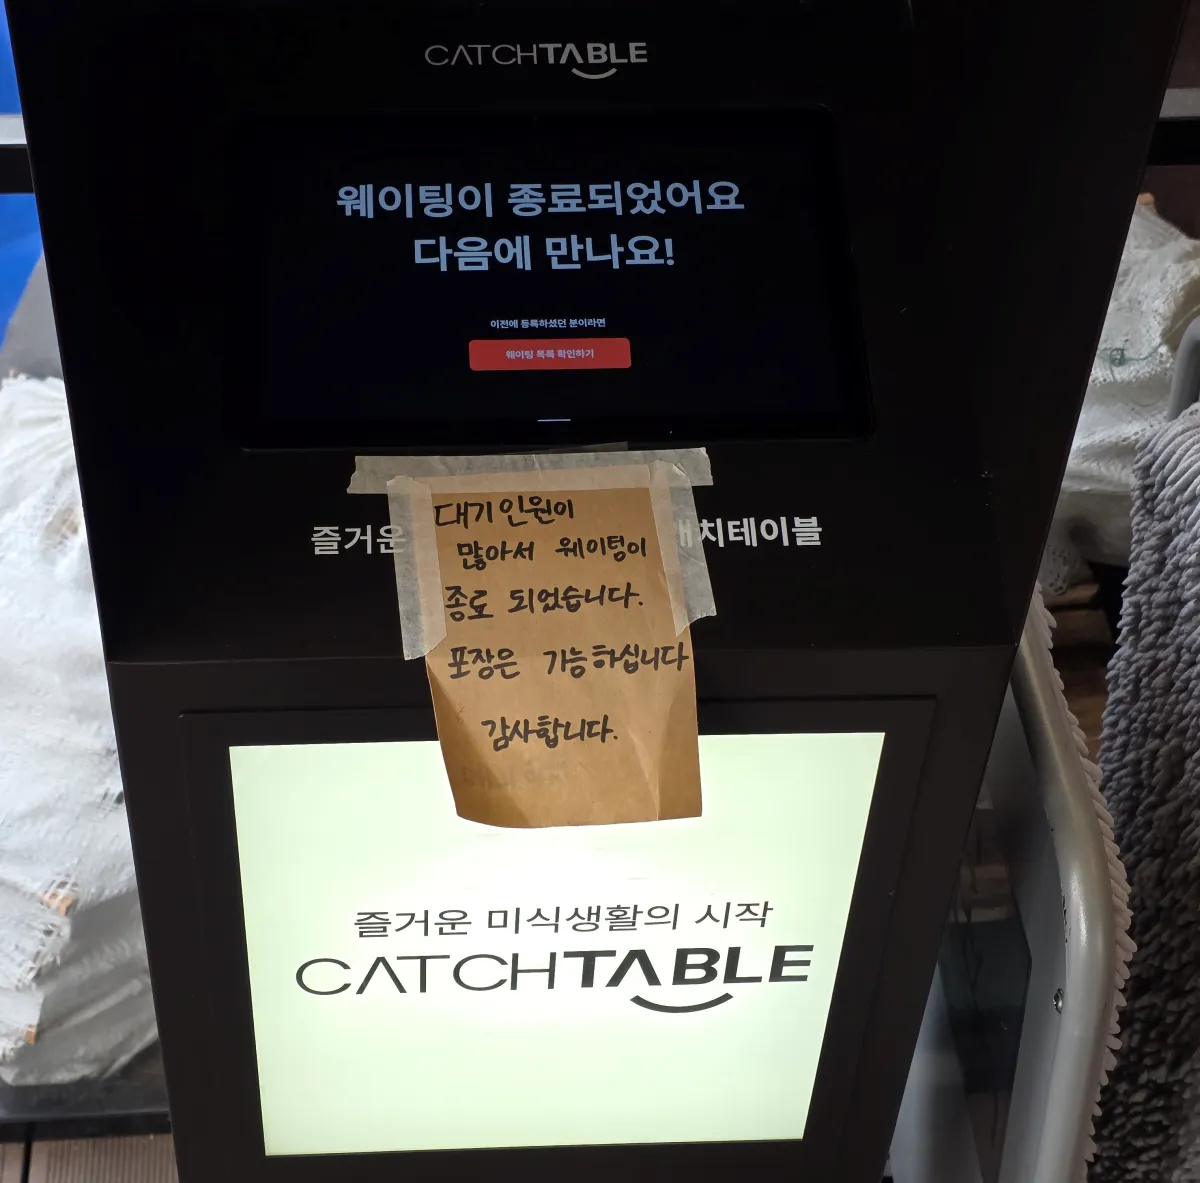 CATCHTABLE
웨이팅이 종료되었어요
다음에 만나요!
이전에 등록하셨던 분이라면
웨이팅 목록 확인하기
대기인원이
많아서 웨이팅이
종료 되었습니다.
포장은 가능하십니다
감사합니다.
즐거운
치테이블
즐거운 미식생활의 시작
CATCHTABLE